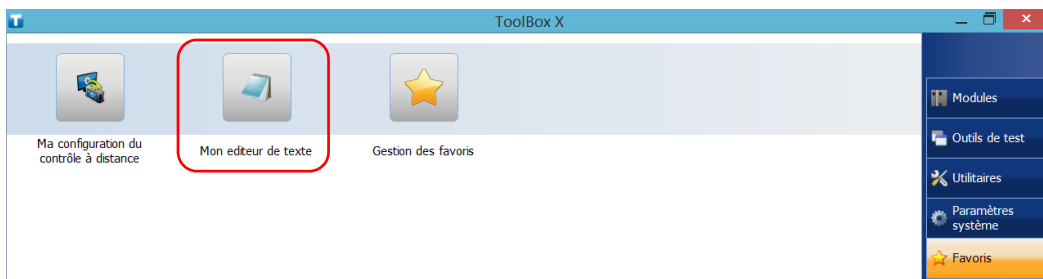 ToolBox X
Ma configuration du
contrôle à distance
Mon editeur de texte
Gestion des favoris
Modules
Outils de test
Utilitaires
Paramètres
système
Favoris